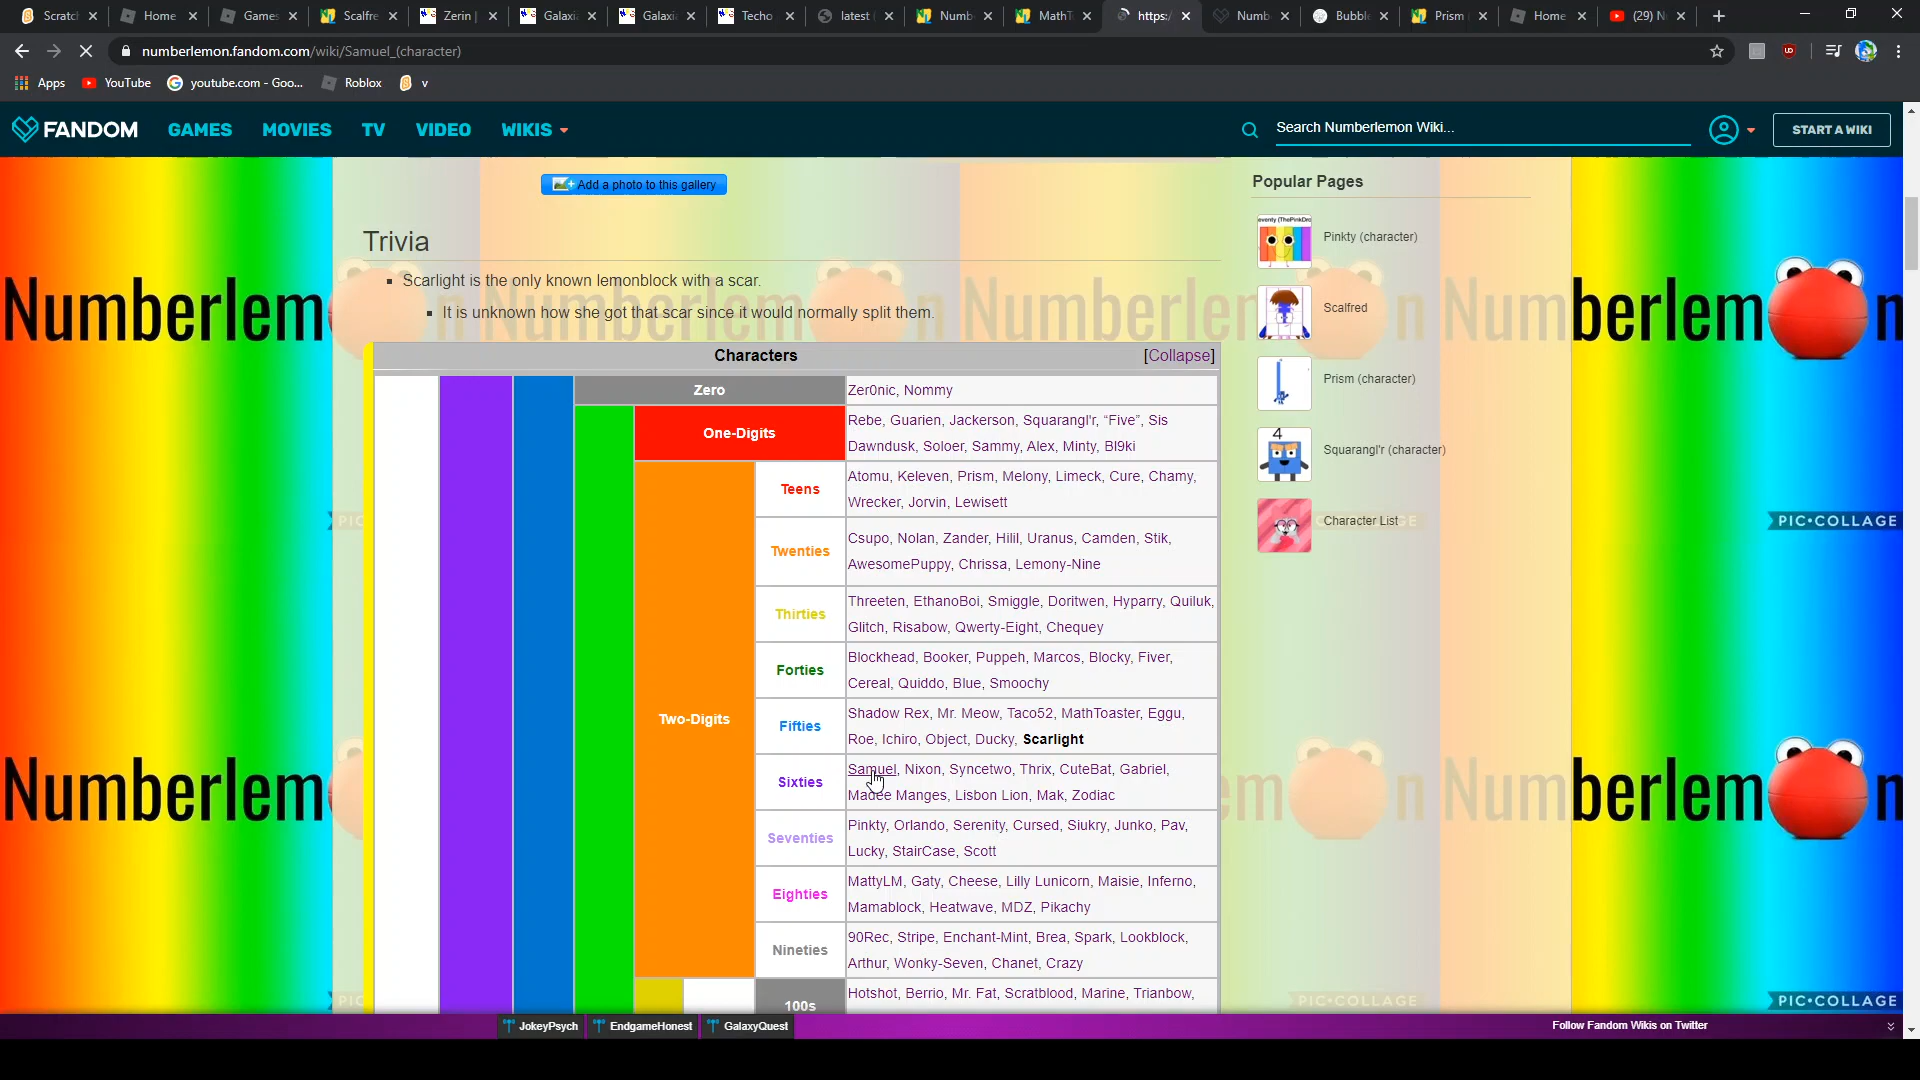 Scratc
Home
Games
Scalfre
Zerin |
Galaxi
Galaxi
Techo
latest (
Numb
MathT
https:/
Numb
Bubbl
Prism
Home
(29) N
numberlemon.fandom.com/wiki/Samuel_(character)
Apps YouTube youtube.com - Goo... Roblox v
FANDOM GAMES MOVIES TV VIDEO WIKIS
Search Numberlemon Wiki...
START A WIKI
Add a photo to this gallery
Trivia
Scarlight is the only known lemonblock with a scar.
It is unknown how she got that scar since it would normally split them.
Characters [Collapse]
Zero
Zer0nic, Nommy
One-Digits
Rebe, Guarien, Jackerson, Squarangl'r, “Five”, Sis
Dawndusk, Soloer, Sammy, Alex, Minty, Bl9ki
Two-Digits
Teens
Atomu, Keleven, Prism, Melony, Limeck, Cure, Chamy,
Wrecker, Jorvin, Lewisett
Twenties
Csupo, Nolan, Zander, Hilil, Uranus, Camden, Stik,
AwesomePuppy, Chrissa, Lemony-Nine
Thirties
Threeten, EthanoBoi, Smiggle, Doritwen, Hyparry, Quiluk,
Glitch, Risabow, Qwerty-Eight, Chequey
Forties
Blockhead, Booker, Puppeh, Marcos, Blocky, Fiver,
Cereal, Quiddo, Blue, Smoochy
Fifties
Shadow Rex, Mr. Meow, Taco52, MathToaster, Eggu,
Roe, Ichiro, Object, Ducky, Scarlight
Sixties
Samuel, Nixon, Syncetwo, Thrix, CuteBat, Gabriel,
Madee Manges, Lisbon Lion, Mak, Zodiac
Seventies
Pinkty, Orlando, Serenity, Cursed, Siukry, Junko, Pav,
Lucky, StairCase, Scott
Eighties
MattyLM, Gaty, Cheese, Lilly Lunicorn, Maisie, Inferno,
Mamablock, Heatwave, MDZ, Pikachy
Nineties
90Rec, Stripe, Enchant-Mint, Brea, Spark, Lookblock,
Arthur, Wonky-Seven, Chanet, Crazy
100s
Hotshot, Berrio, Mr. Fat, Scratblood, Marine, Trianbow,
Popular Pages
Pinkty (character)
Scalfred
Prism (character)
4
Squarangl'r (character)
Character List
Numberlem
Numberlemon
Numberlemon
Numberlem
Numberlemon
PIC•COLLAGE
PIC•COLLAGE
PIC•COLLAGE
JokeyPsych EndgameHonest GalaxyQuest
Follow Fandom Wikis on Twitter